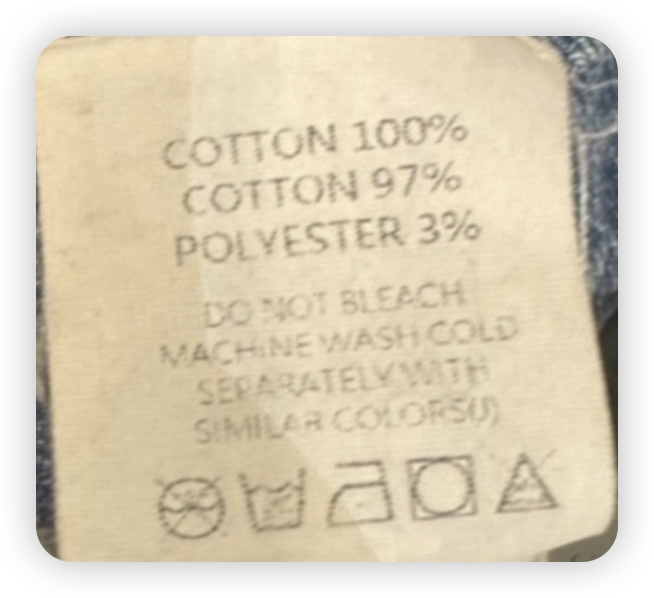 COTTON 100%
COTTON 97%
POLYESTER 3%
DO NOT BLEACH
MACHINE WASH COLD
SEPARATELY WITH
SIMILAR COLORS(J)